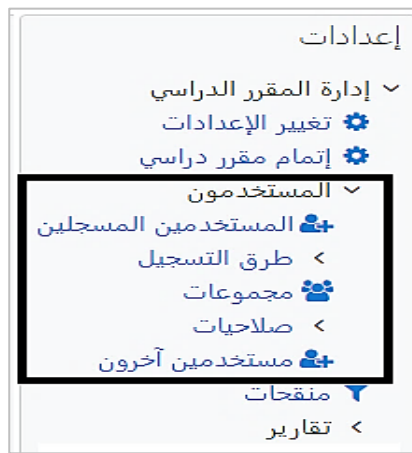 إعدادات
إدارة المقرر الدراسي
تغيير الإعدادات
إتمام مقرر دراسي
المستخدمون
المستخدمين المسجلين
طرق التسجيل
مجموعات
صلاحيات
مستخدمين آخرون
منقحات
تقارير